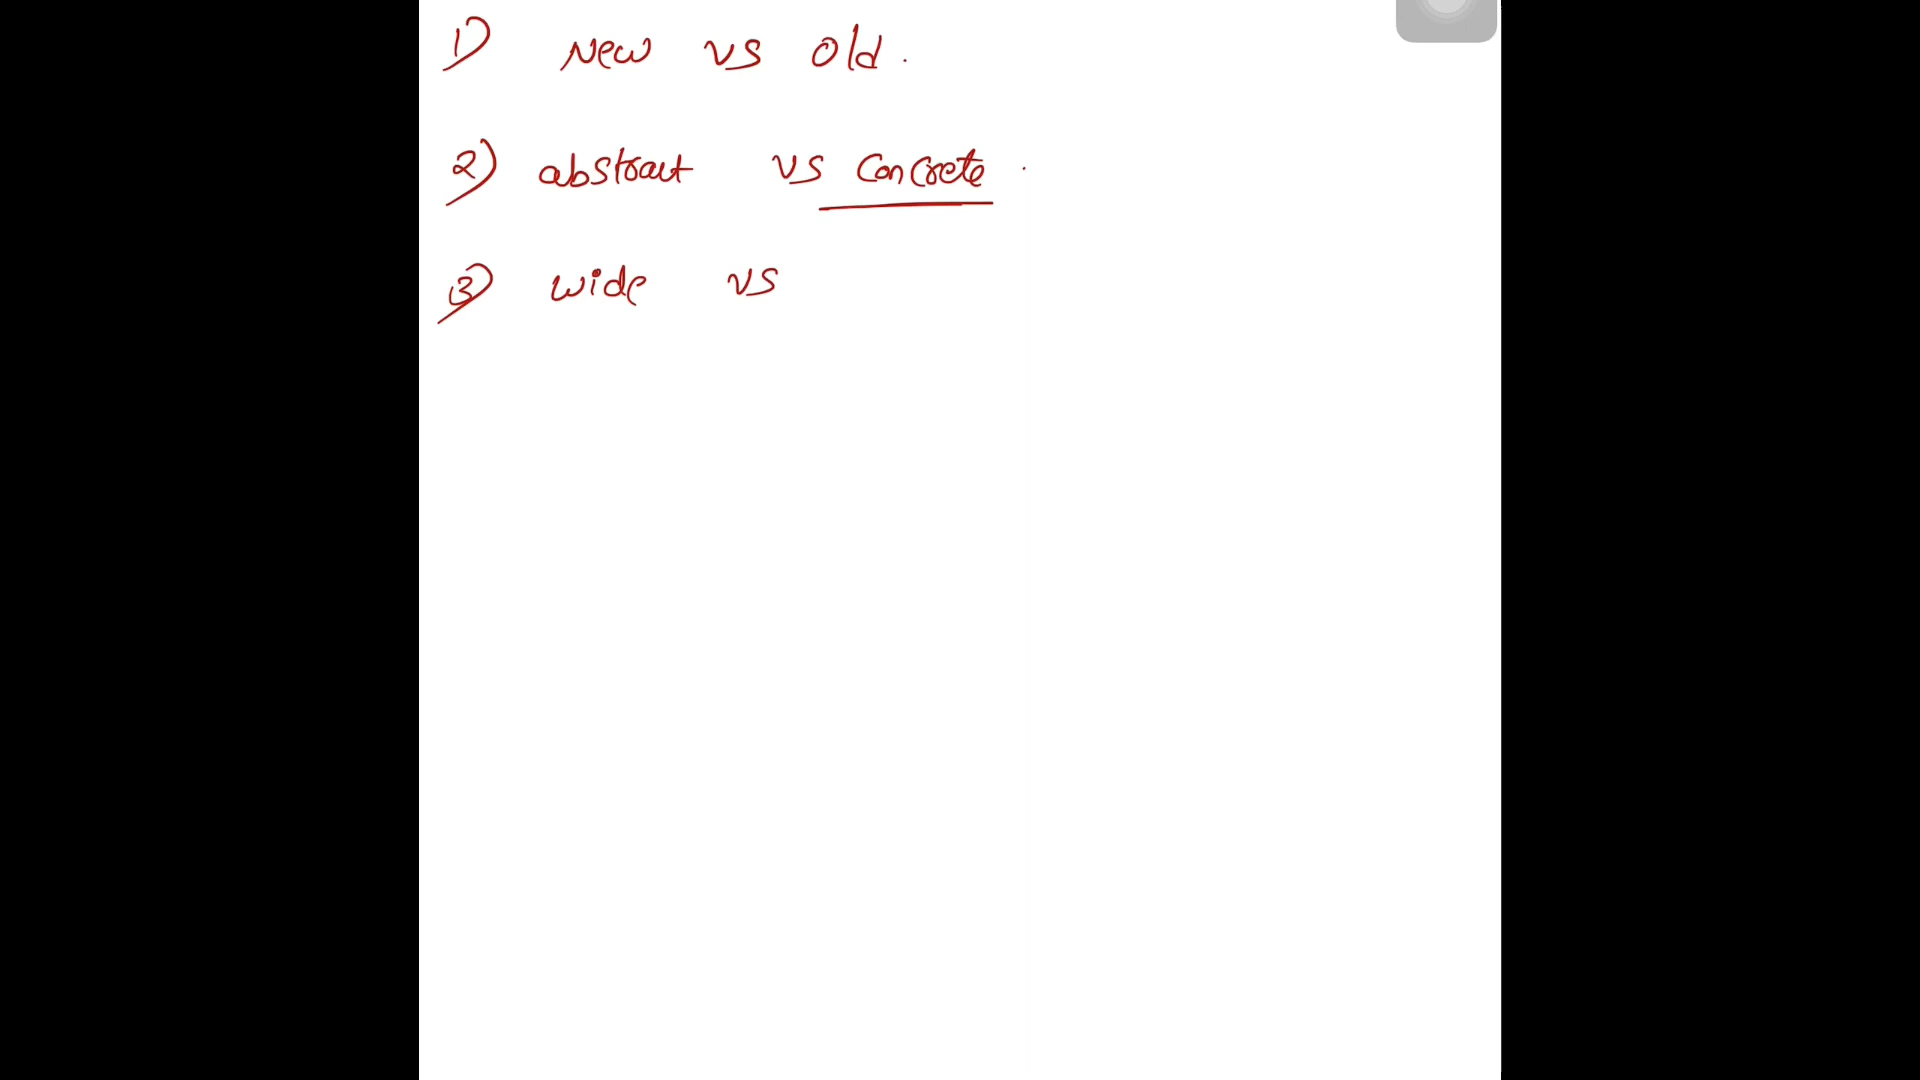 1) New vs old.
2) abstract vs Concrete.
3) wide vs